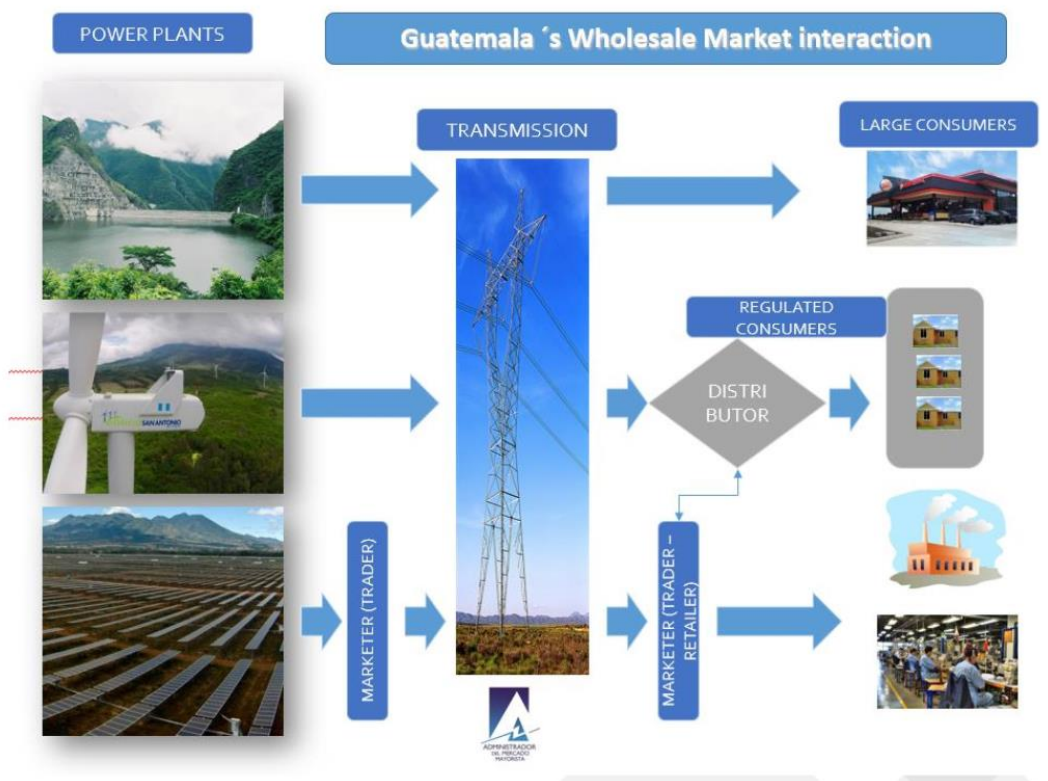 POWER PLANTS
Guatemala ´s Wholesale Market interaction
TRANSMISSION
LARGE CONSUMERS
REGULATED
CONSUMERS
DISTRI
BUTOR
SAN ANTONIO
MARKETER (TRADER)
MARKETER (TRADER –
RETAILER)
ADMINISTRADOR
DEL MERCADO
MAYORISTA